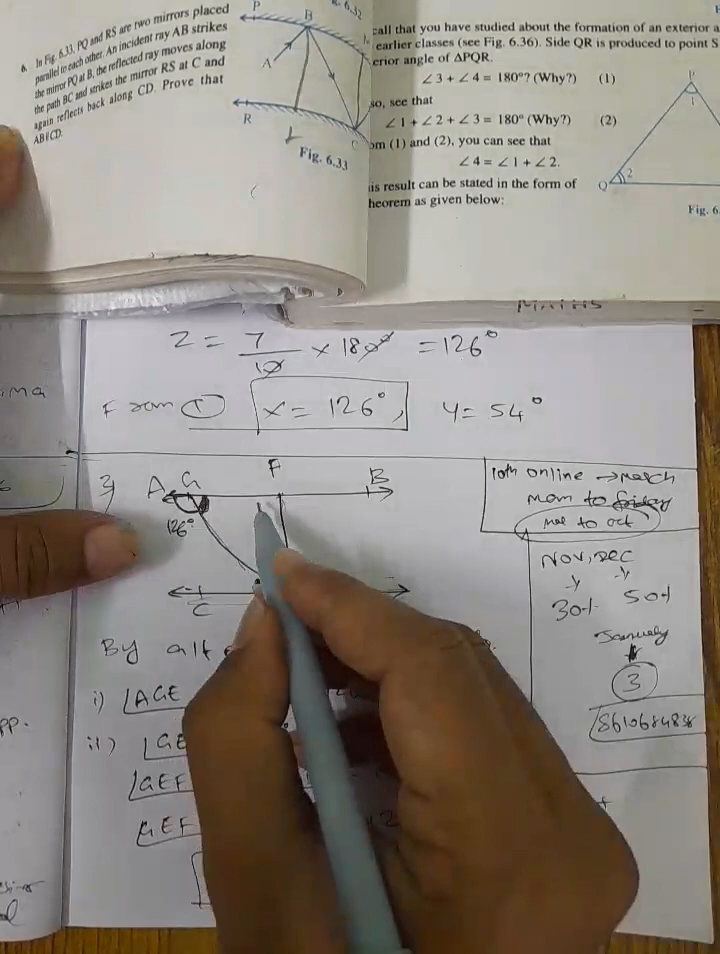 6. In Fig. 6.33, PQ and RS are two mirrors placed
parallel to each other. An incident ray AB strikes
the mirror PQ at B, the reflected ray moves along
the path BC and strikes the mirror RS at C and
again reflects back along CD. Prove that
AB || CD.
P
B
A
R
C
Fig. 6.33
6.32
call that you have studied about the formation of an exterior a
earlier classes (see Fig. 6.36). Side QR is produced to point S
erior angle of ΔPQR.
∠3 + ∠4 = 180°? (Why?) (1)
so, see that
∠1 + ∠2 + ∠3 = 180° (Why?) (2)
om (1) and (2), you can see that
∠4 = ∠1 + ∠2.
is result can be stated in the form of
heorem as given below:
P
1
Q
2
Fig. 6.
Z = 7/10 × 180° = 126°
From ① x = 126°, y = 54°
3) A G F B
126°
C
By alt
i) ∠AGE
ii) ∠GE
∠GEF
GEF
10th online → March
Mon to Friday
Mar to Oct
Nov, Dec
30% 50%
January
3
8610684838
PP.